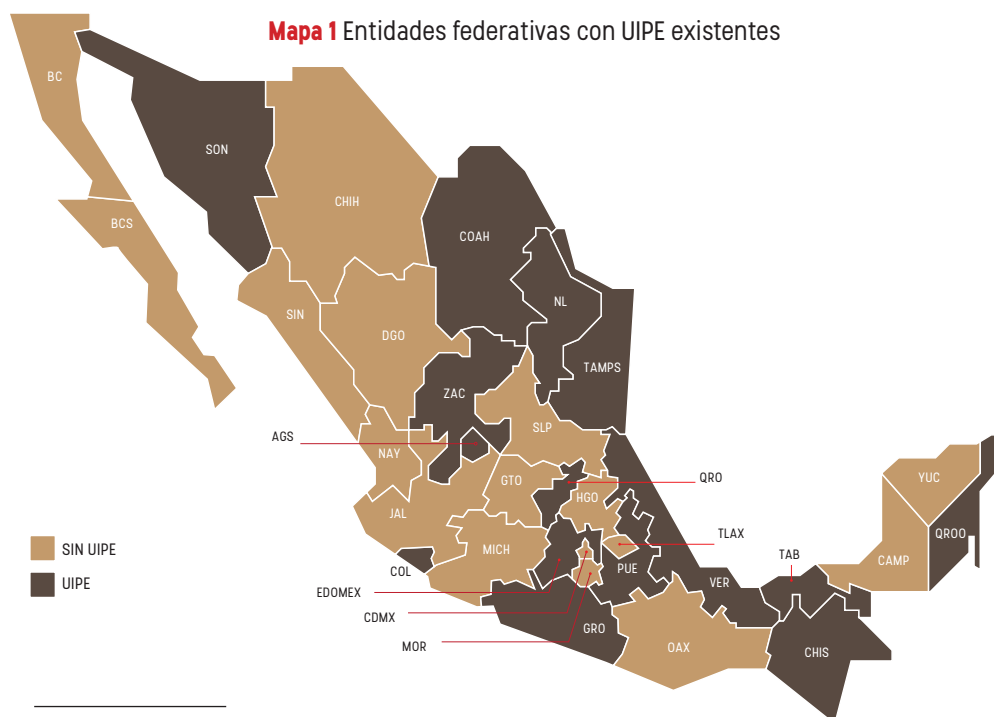 Mapa 1 Entidades federativas con UIPE existentes
BC
SON
CHIH
BCS
COAH
NL
SIN
DGO
TAMPS
ZAC
SLP
AGS
NAY
GTO
QRO
HGO
YUC
JAL
MICH
TLAX
QROO
TAB
CAMP
SIN UIPE
UIPE
COL
PUE
VER
EDOMEX
CDMX
GRO
MOR
OAX
CHIS